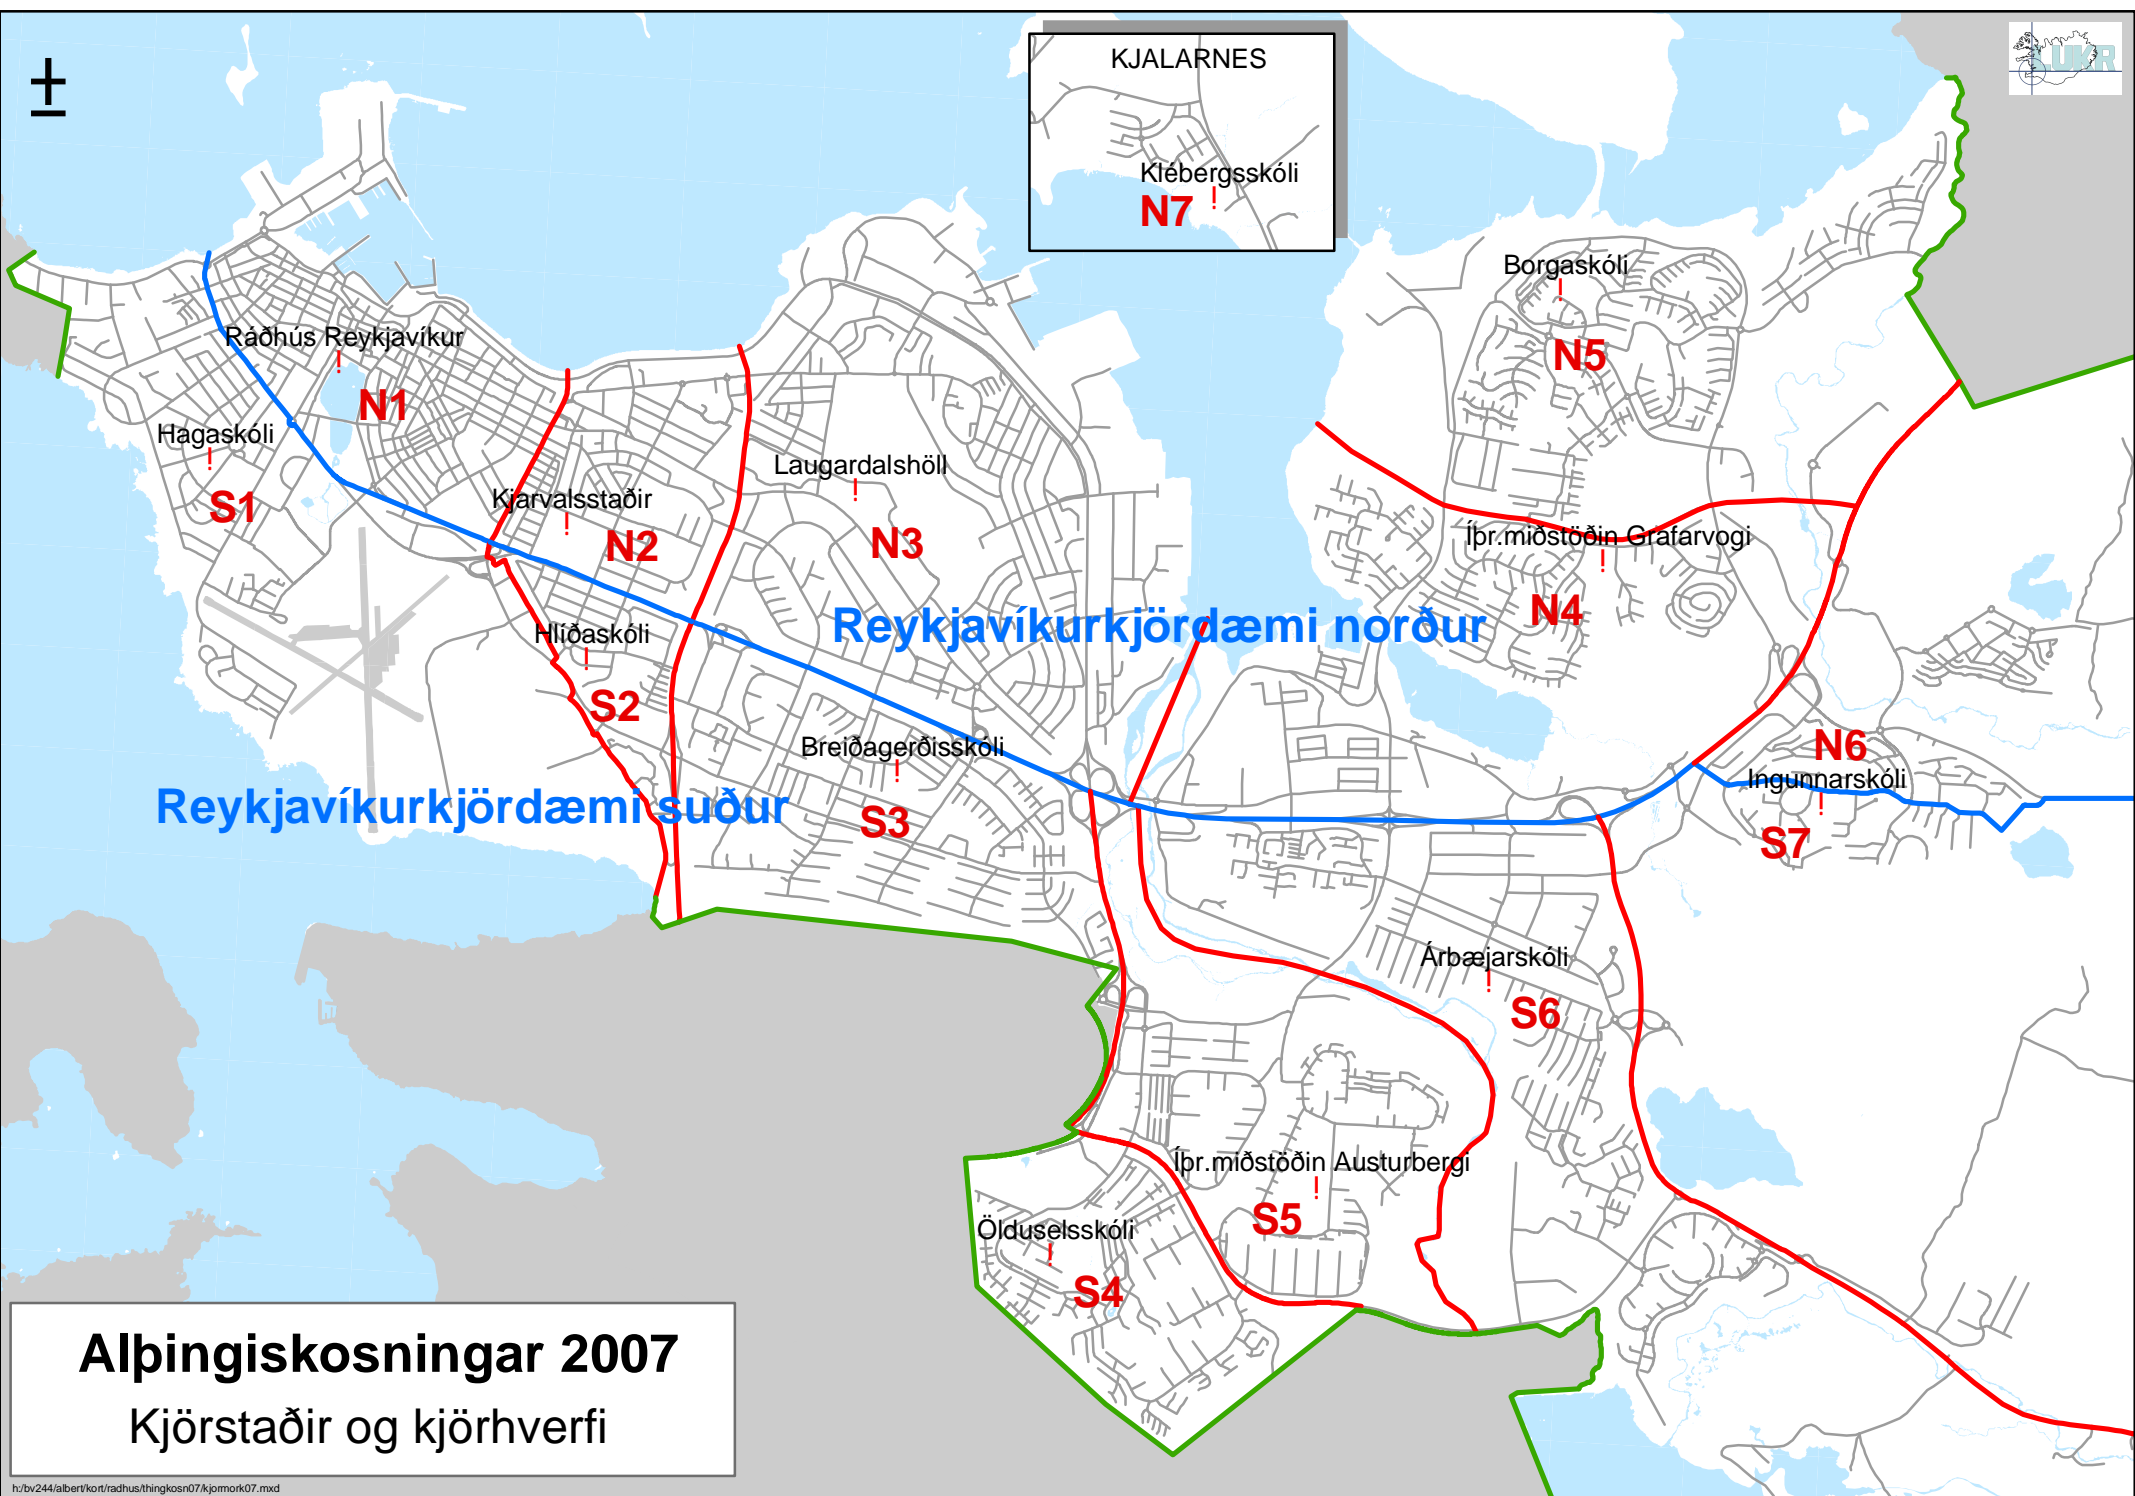 ±
KJALARNES
Klébergsskóli
N7
LUKR
Borgaskóli
N5
Ráðhús Reykjavíkur
N1
Hagaskóli
S1
Kjarvalsstaðir
N2
Laugardalshöll
N3
Íþr.miðstöðin Grafarvogi
N4
Reykjavíkurkjördæmi norður
Hlíðaskóli
S2
Breiðagerðisskóli
S3
Reykjavíkurkjördæmi suður
N6
Ingunnarskóli
S7
Árbæjarskóli
S6
Íþr.miðstöðin Austurbergi
S5
Ölduselsskóli
S4
Alþingiskosningar 2007
Kjörstaðir og kjörhverfi
h:/bv244/albert/kort/radhus/thingkosn07/kjormork07.mxd